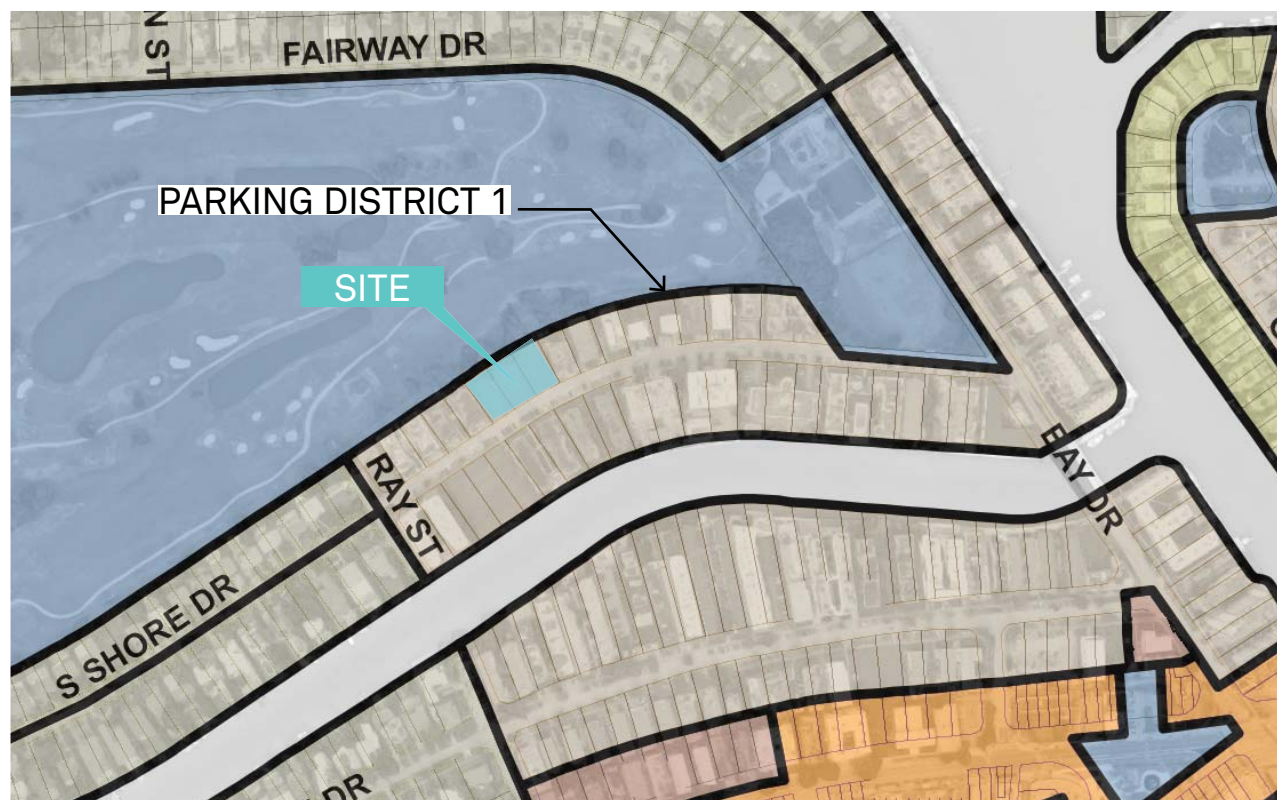 N ST
FAIRWAY DR
PARKING DISTRICT 1
SITE
RAY ST
BAY DR
S SHORE DR
DR